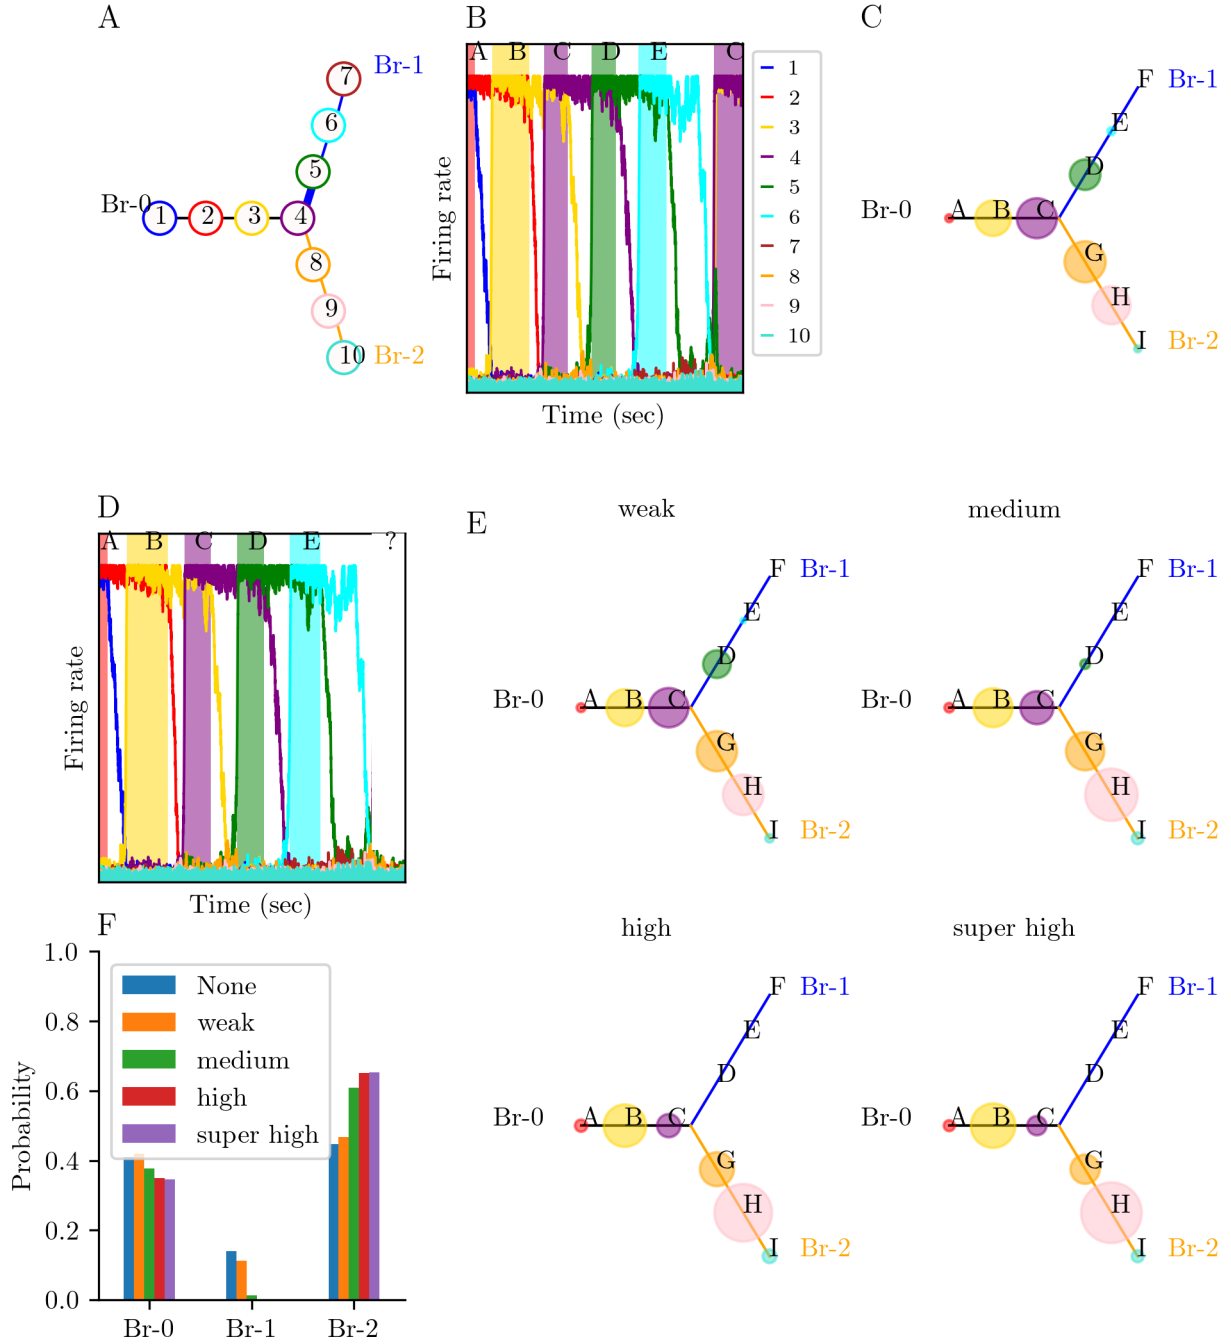 A
Br-1
7
6
5
Br-0
1
2
3
4
8
9
10
Br-2
B
A
B
C
D
E
C
Firing rate
Time (sec)
1
2
3
4
5
6
7
8
9
10
C
F
Br-1
E
D
Br-0
A
B
C
G
H
I
Br-2
D
A
B
C
D
E
?
Firing rate
Time (sec)
E
weak
F
Br-1
E
D
Br-0
A
B
C
G
H
I
Br-2
medium
F
Br-1
E
D
Br-0
A
B
C
G
H
I
Br-2
high
F
Br-1
E
D
Br-0
A
B
C
G
H
I
Br-2
super high
F
Br-1
E
D
Br-0
A
B
C
G
H
I
Br-2
F
1.0
0.8
0.6
0.4
0.2
0.0
Probability
None
weak
medium
high
super high
Br-0
Br-1
Br-2